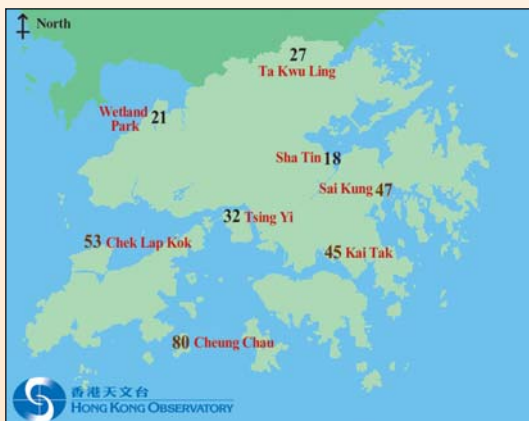 North
27
Ta Kwu Ling
Wetland
Park
21
Sha Tin 18
Sai Kung 47
32 Tsing Yi
53 Chek Lap Kok
45 Kai Tak
80 Cheung Chau
香港天文台
HONG KONG OBSERVATORY